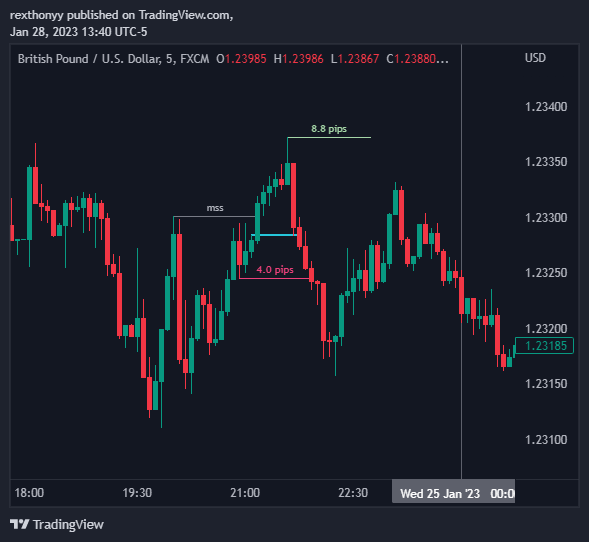 rexthonyy published on TradingView.com,
Jan 28, 2023 13:40 UTC-5
British Pound / U.S. Dollar, 5, FXCM O1.23985 H1.23986 L1.23867 C1.23880...
USD
1.23400
8.8 pips
1.23350
mss
1.23300
4.0 pips
1.23250
1.23200
1.23185
1.23150
1.23100
18:00 19:30 21:00 22:30 Wed 25 Jan '23 00:0
TradingView